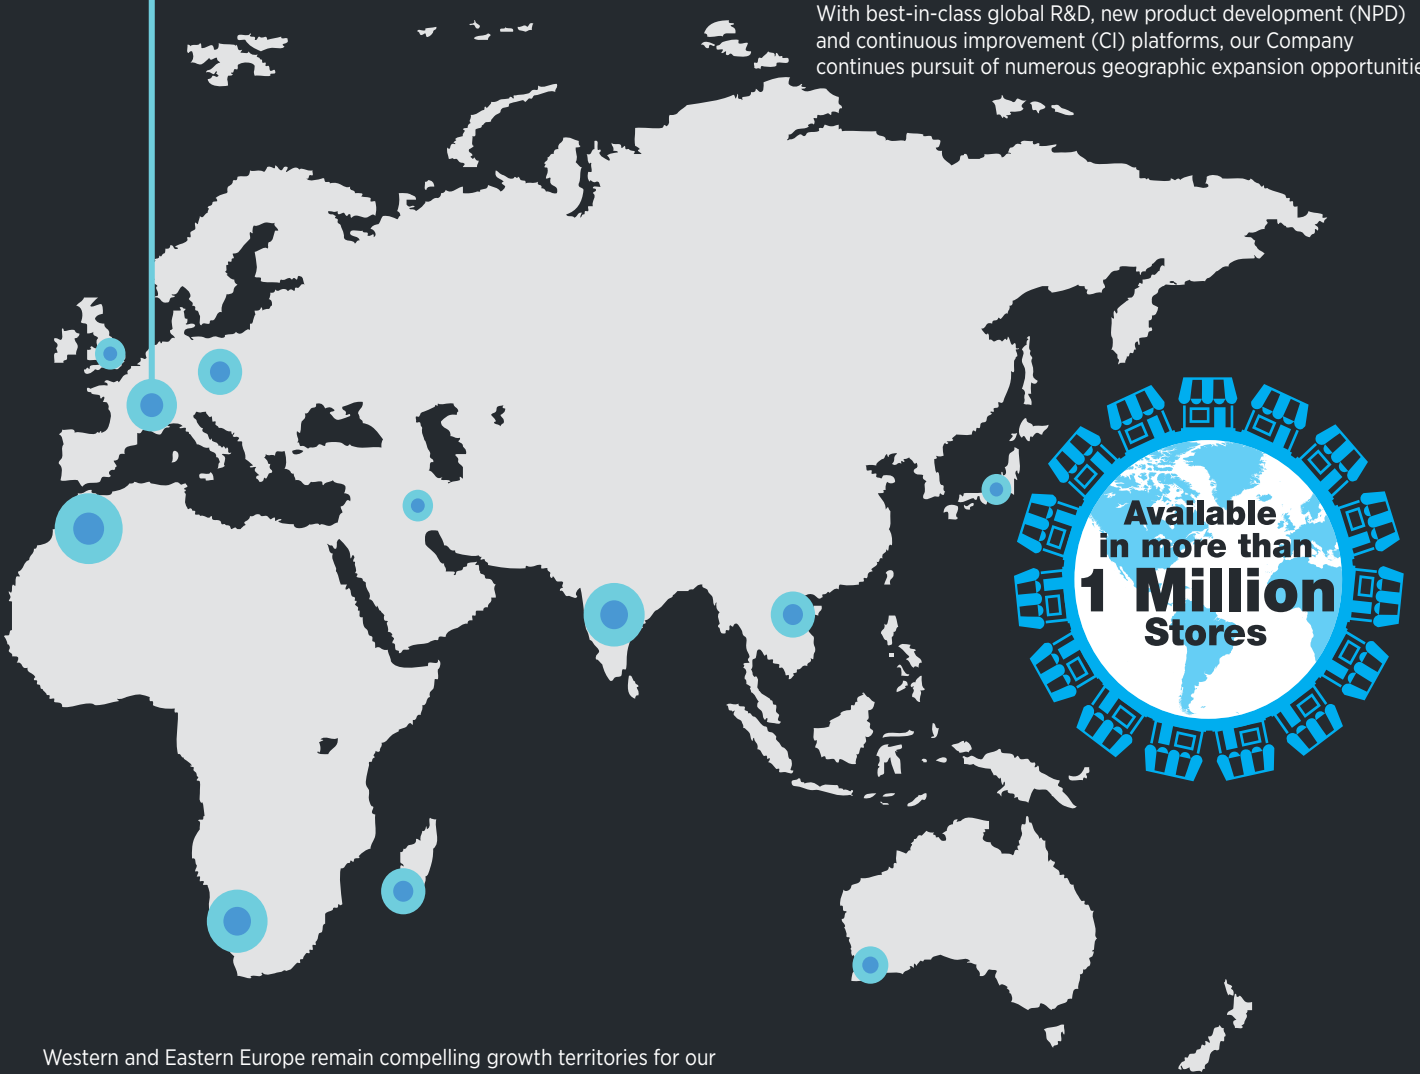 With best-in-class global R&D, new product development (NPD)
and continuous improvement (CI) platforms, our Company
continues pursuit of numerous geographic expansion
Available
in more than
1 Million
Stores
Western and Eastern Europe remain compelling growth territories for our